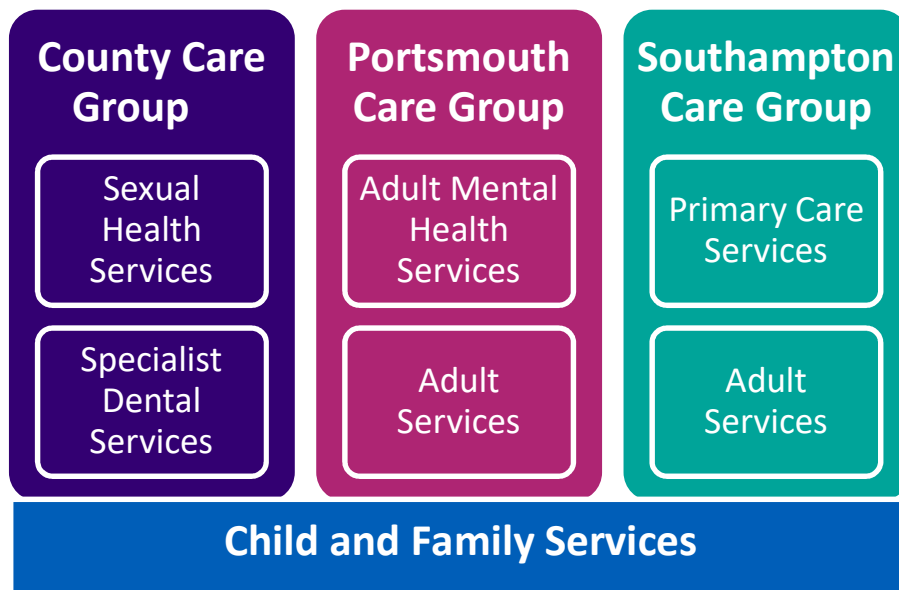 County Care
Group
Sexual
Health
Services
Specialist
Dental
Services
Portsmouth
Care Group
Adult Mental
Health
Services
Adult
Services
Southampton
Care Group
Primary Care
Services
Adult
Services
Child and Family Services